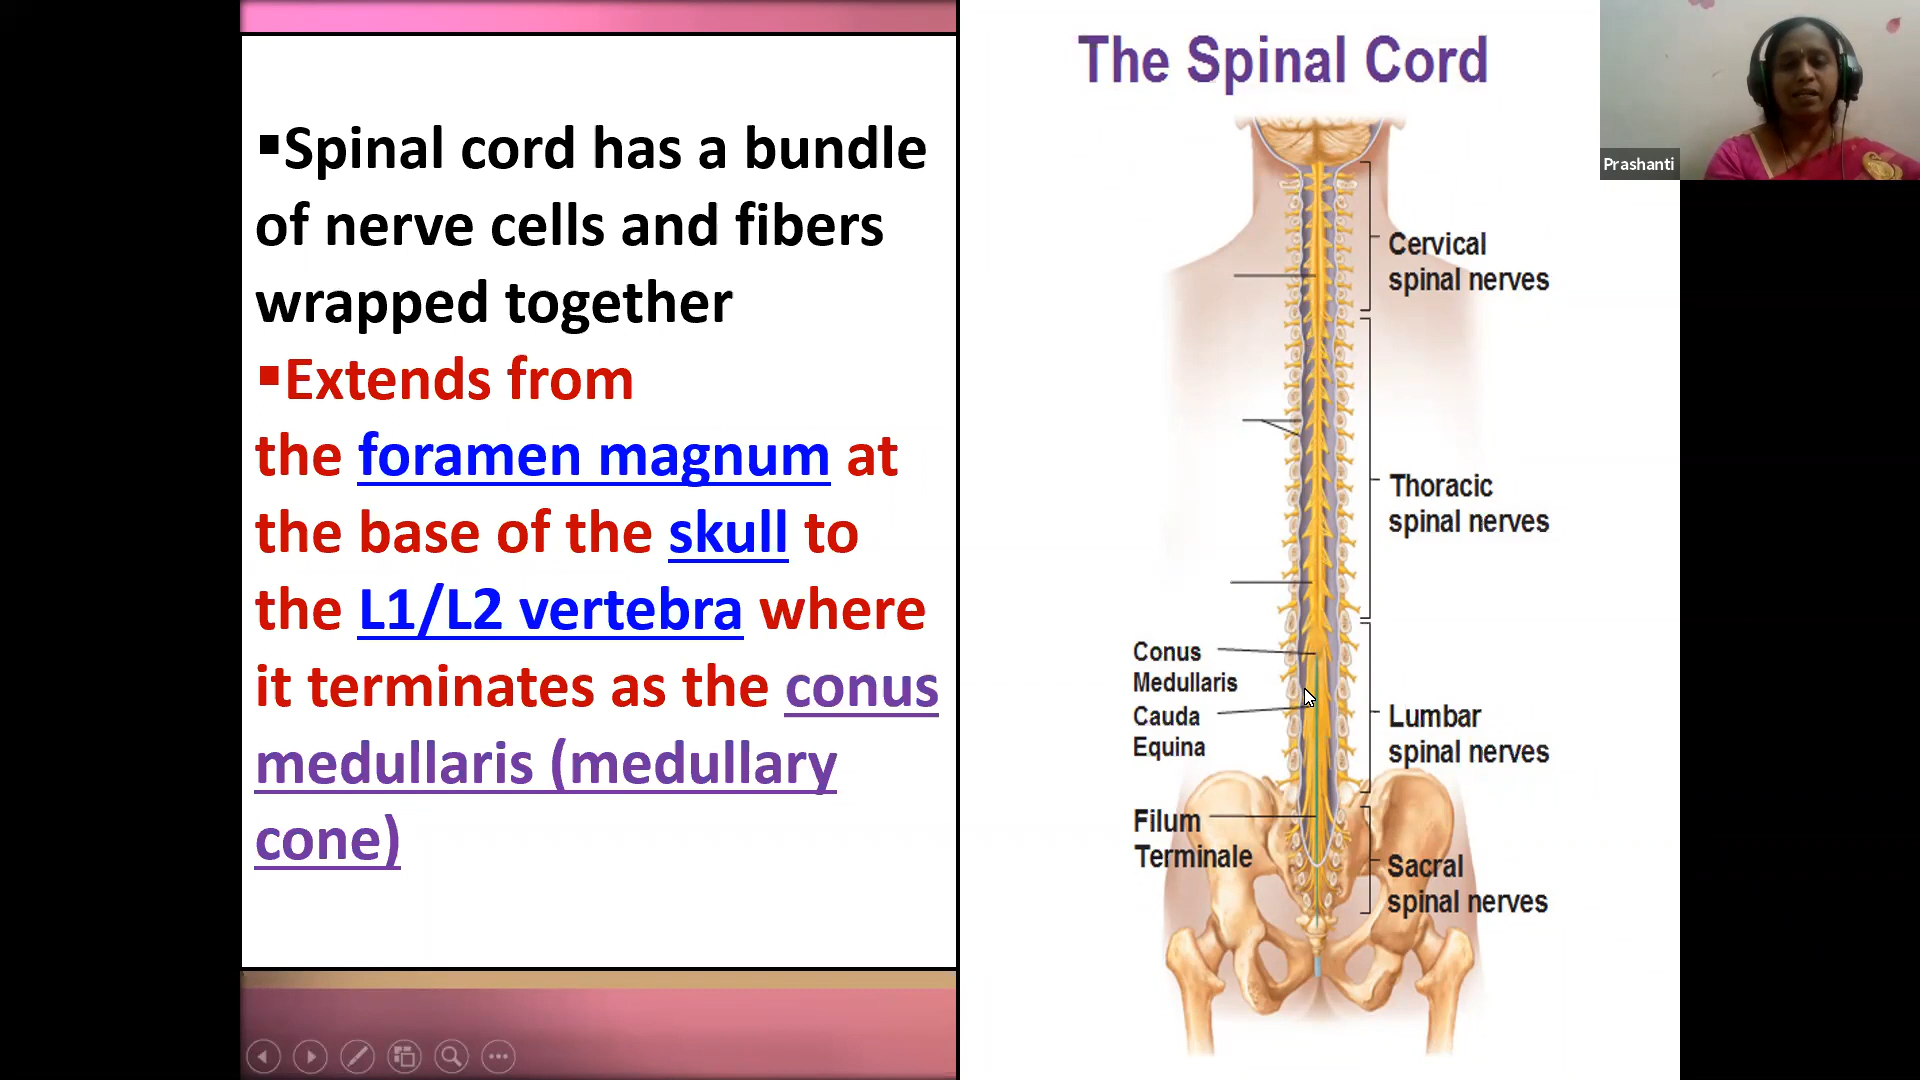 ▪Spinal cord has a bundle
of nerve cells and fibers
wrapped together
▪Extends from
the foramen magnum at
the base of the skull to
the L1/L2 vertebra where
it terminates as the conus
medullaris (medullary
cone)
The Spinal Cord
Cervical
spinal nerves
Thoracic
spinal nerves
Conus
Medullaris
Cauda
Equina
Lumbar
spinal nerves
Filum
Terminale
Sacral
spinal nerves
Prashanti